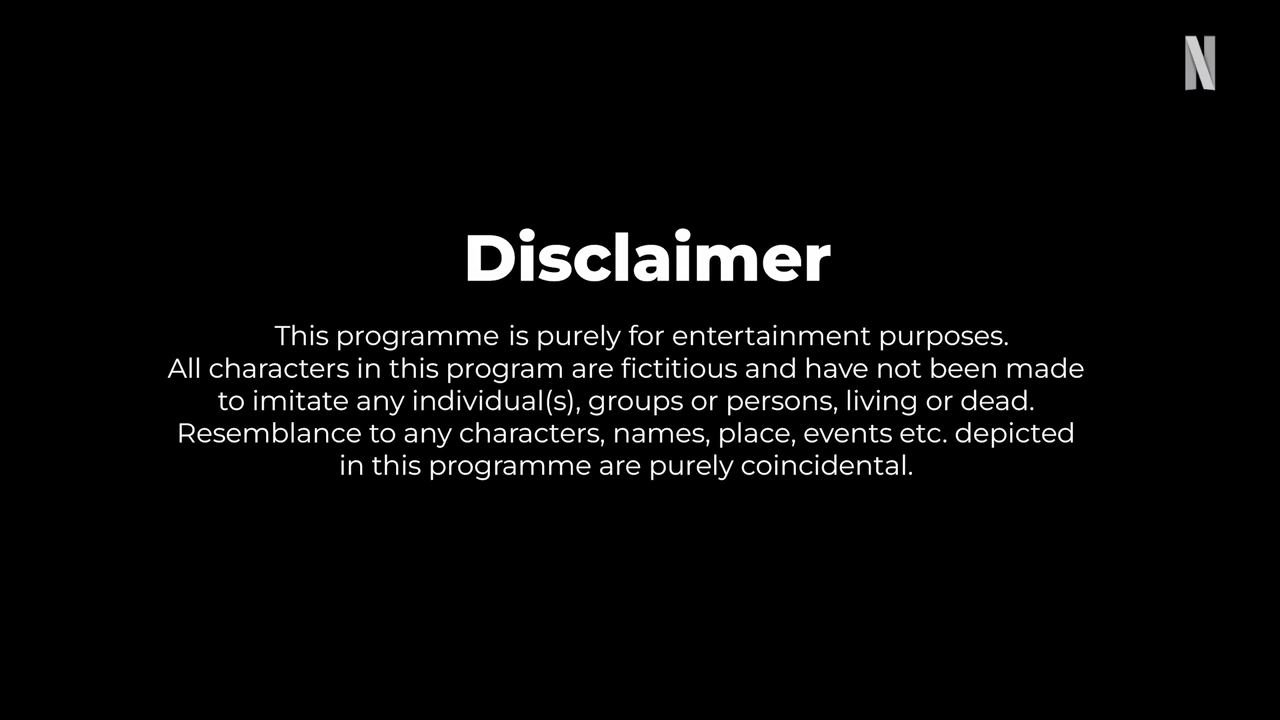 N
Disclaimer
This programme is purely for entertainment purposes.
All characters in this program are fictitious and have not been made
to imitate any individual(s), groups or persons, living or dead.
Resemblance to any characters, names, place, events etc. depicted
in this programme are purely coincidental.